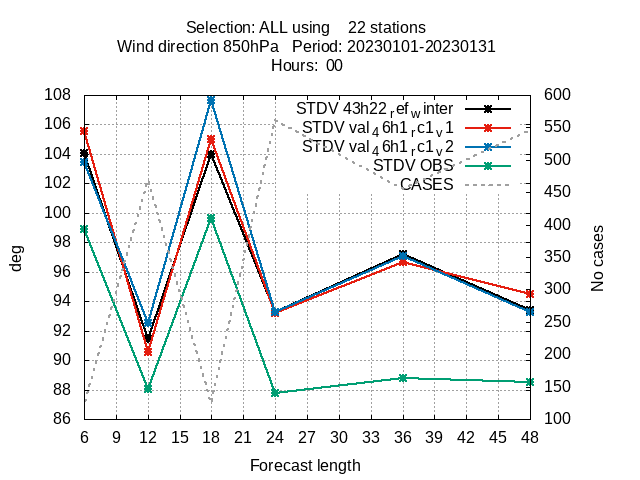 Selection: ALL using 22 stations
Wind direction 850hPa Period: 20230101-20230131
Hours: 00
108
106
104
102
100
98
96
94
92
90
88
86
deg
STDV 43h22refwinter
STDV val46h1rc1v1
STDV val46h1rc1v2
STDV OBS
CASES
600
550
500
450
400
350
300
250
200
150
100
No cases
6 9 12 15 18 21 24 27 30 33 36 39 42 45 48
Forecast length